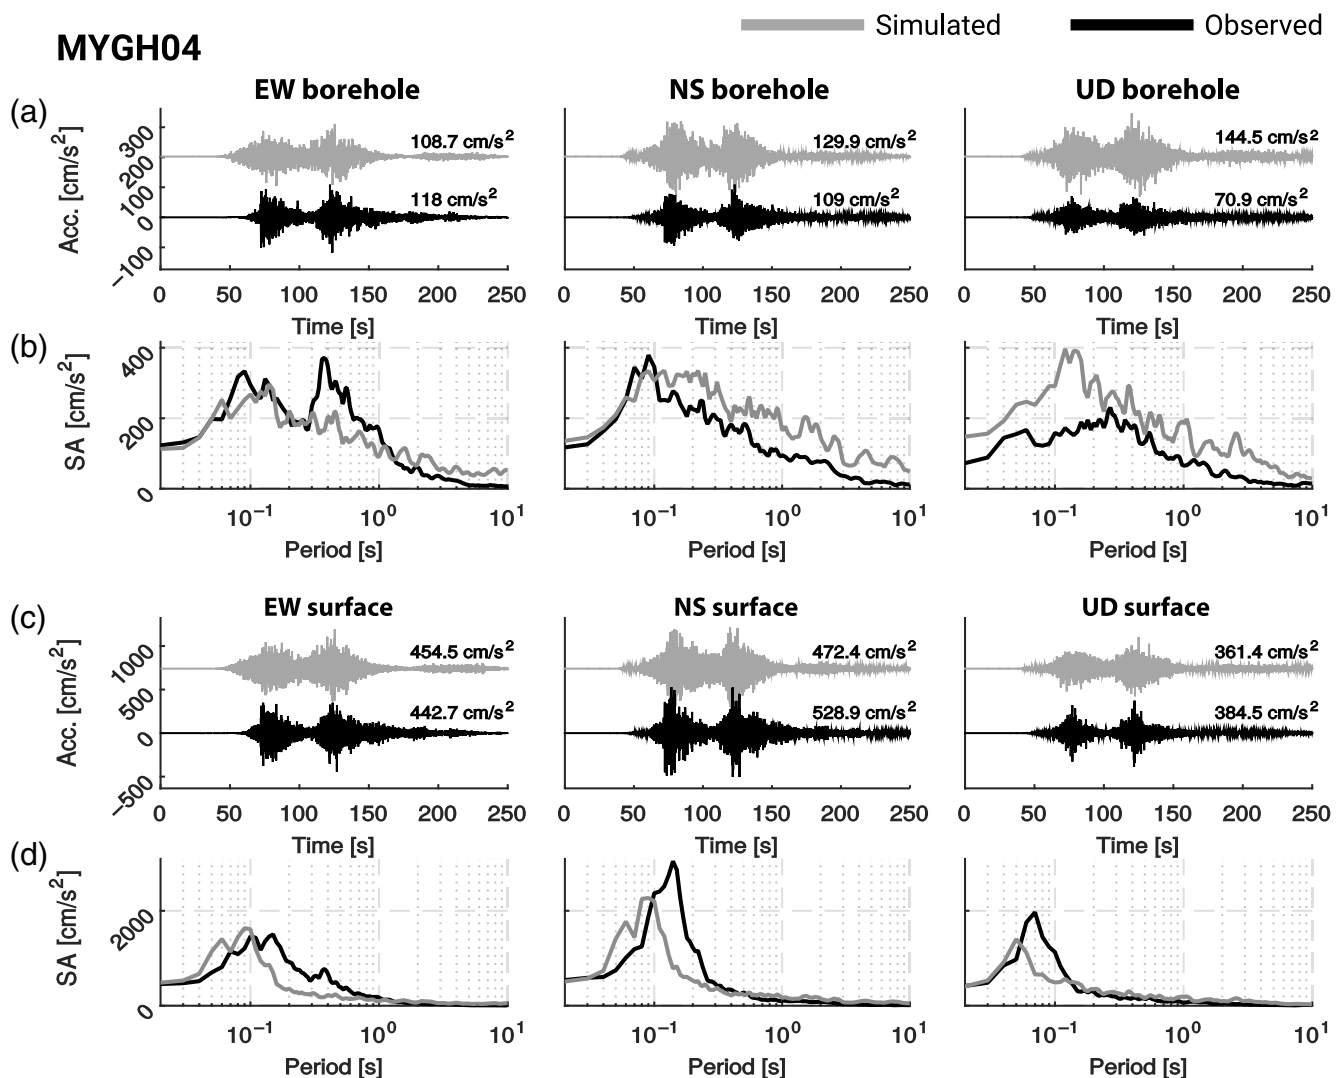 Simulated Observed
MYGH04
EW borehole NS borehole UD borehole
(a)
Acc. [cm/s²]
300
200
100
0
−100
108.7 cm/s² 129.9 cm/s² 144.5 cm/s²
118 cm/s² 109 cm/s² 70.9 cm/s²
0 50 100 150 200 250 0 50 100 150 200 250 0 50 100 150 200 250
Time [s] Time [s] Time [s]
(b)
SA [cm/s²]
400
200
0
10⁻¹ 10⁰ 10¹ 10⁻¹ 10⁰ 10¹ 10⁻¹ 10⁰ 10¹
Period [s] Period [s] Period [s]
EW surface NS surface UD surface
(c)
Acc. [cm/s²]
1000
500
0
−500
454.5 cm/s² 472.4 cm/s² 361.4 cm/s²
442.7 cm/s² 528.9 cm/s² 384.5 cm/s²
0 50 100 150 200 250 0 50 100 150 200 250 0 50 100 150 200 250
Time [s] Time [s] Time [s]
(d)
SA [cm/s²]
2000
0
10⁻¹ 10⁰ 10¹ 10⁻¹ 10⁰ 10¹ 10⁻¹ 10⁰ 10¹
Period [s] Period [s] Period [s]